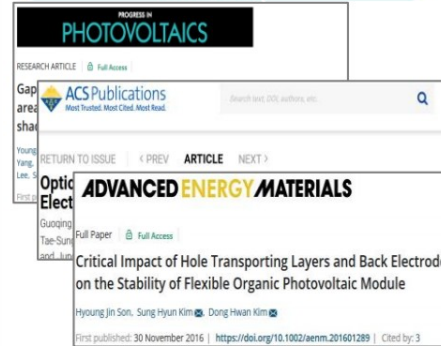 PROGRESS IN
PHOTOVOLTAICS
RESEARCH ARTICLE Full Access
Gap
area
shad
Young
Yang,
Lee, S
First p
ACS Publications
Most Trusted. Most Cited. Most Read.
Search text, DOI, authors, etc.
RETURN TO ISSUE < PREV ARTICLE NEXT >
Optic
Elect
Guoqing
Tae-Sun
and Jun
ADVANCED ENERGY MATERIALS
Full Paper Full Access
Critical Impact of Hole Transporting Layers and Back Electrode
on the Stability of Flexible Organic Photovoltaic Module
Hyoung Jin Son, Sung Hyun Kim, Dong Hwan Kim
First published: 30 November 2016 | https://doi.org/10.1002/aenm.201601289 | Cited by: 3